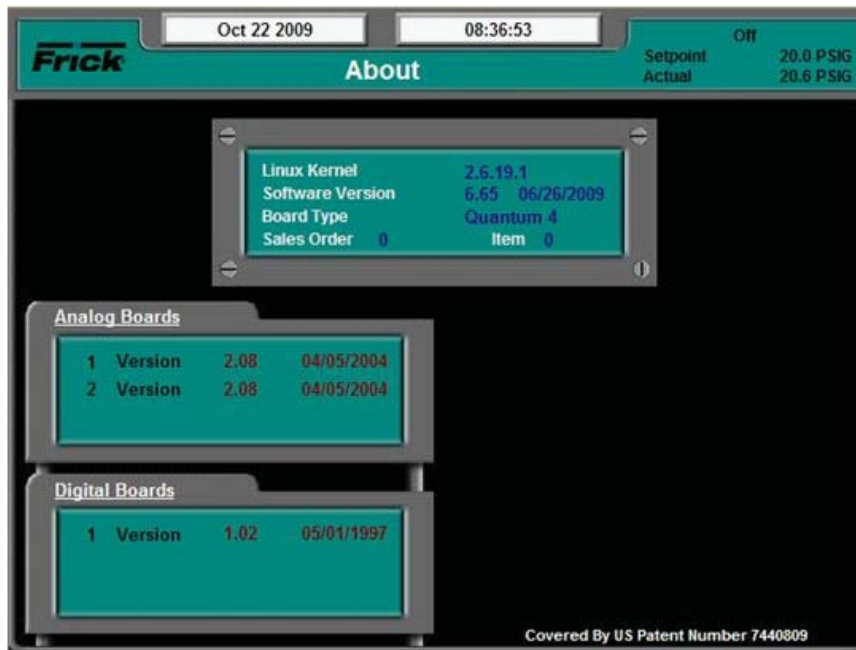 Frick
Oct 22 2009
08:36:53
About
Off
Setpoint 20.0 PSIG
Actual 20.6 PSIG
Linux Kernel 2.6.19.1
Software Version 6.65 06/26/2009
Board Type Quantum 4
Sales Order 0 Item 0
Analog Boards
1 Version 2.08 04/05/2004
2 Version 2.08 04/05/2004
Digital Boards
1 Version 1.02 05/01/1997
Covered By US Patent Number 7440809